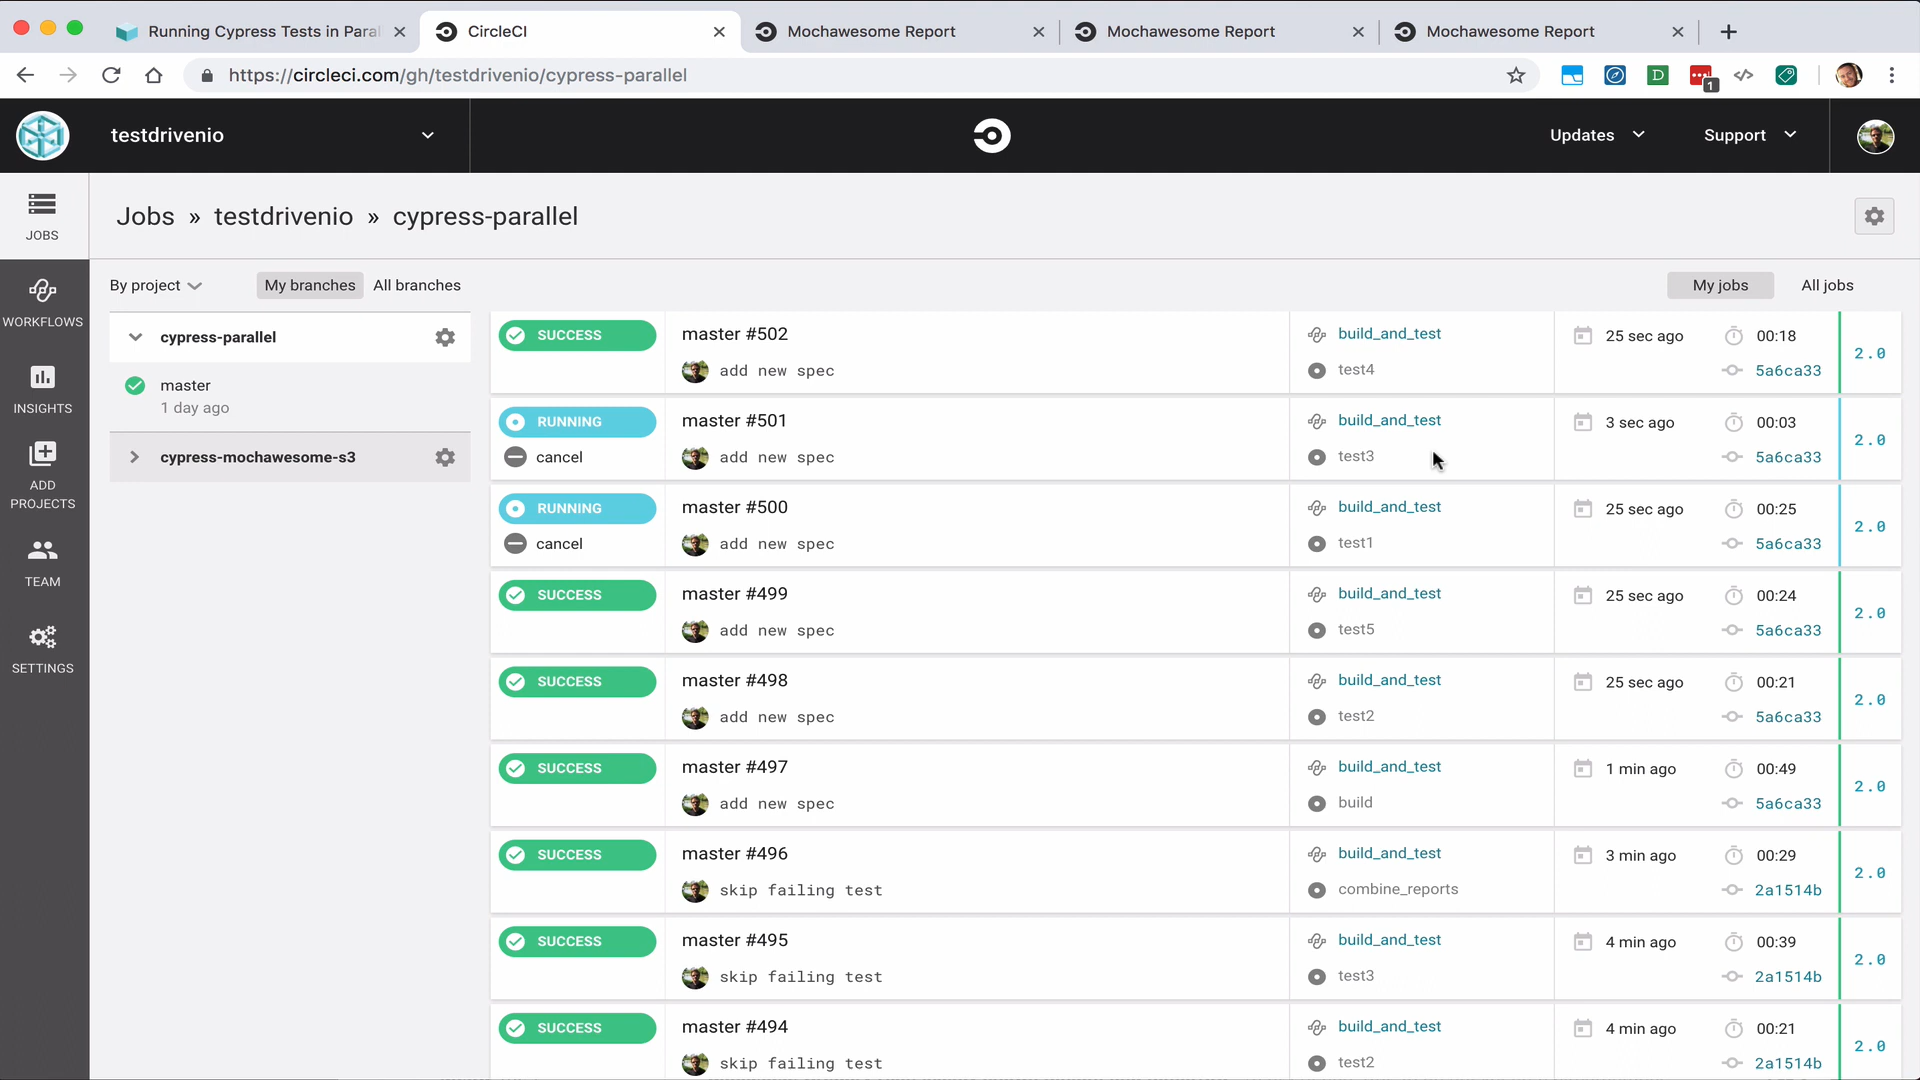 Running Cypress Tests in Paral
CircleCI
Mochawesome Report
Mochawesome Report
Mochawesome Report
https://circleci.com/gh/testdrivenio/cypress-parallel
D
1
testdrivenio
Updates
Support
JOBS
WORKFLOWS
INSIGHTS
ADD
PROJECTS
TEAM
SETTINGS
Jobs » testdrivenio » cypress-parallel
By project
My branches
All branches
My jobs
All jobs
cypress-parallel
master
1 day ago
cypress-mochawesome-s3
SUCCESS
master #502
add new spec
build_and_test
test4
25 sec ago
00:18
5a6ca33
2.0
RUNNING
cancel
master #501
add new spec
build_and_test
test3
3 sec ago
00:03
5a6ca33
2.0
RUNNING
cancel
master #500
add new spec
build_and_test
test1
25 sec ago
00:25
5a6ca33
2.0
SUCCESS
master #499
add new spec
build_and_test
test5
25 sec ago
00:24
5a6ca33
2.0
SUCCESS
master #498
add new spec
build_and_test
test2
25 sec ago
00:21
5a6ca33
2.0
SUCCESS
master #497
add new spec
build_and_test
build
1 min ago
00:49
5a6ca33
2.0
SUCCESS
master #496
skip failing test
build_and_test
combine_reports
3 min ago
00:29
2a1514b
2.0
SUCCESS
master #495
skip failing test
build_and_test
test3
4 min ago
00:39
2a1514b
2.0
SUCCESS
master #494
skip failing test
build_and_test
test2
4 min ago
00:21
2a1514b
2.0